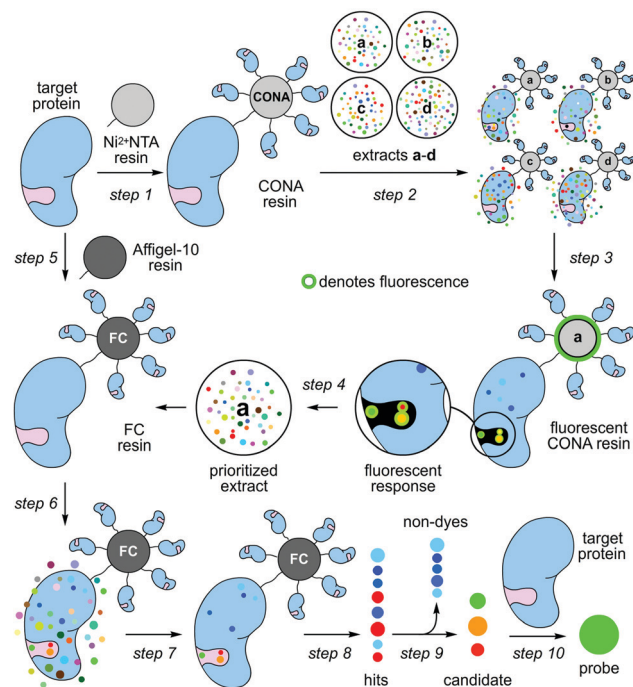 target
protein
Ni²⁺NTA
resin
step 1
CONA
CONA
resin
a
b
c
d
extracts a-d
step 2
a
b
c
d
step 3
step 5
Affigel-10
resin
denotes fluorescence
FC
FC
resin
a
prioritized
extract
step 4
fluorescent
response
a
fluorescent
CONA resin
step 6
FC
step 7
FC
step 8
hits
non-dyes
step 9
candidate
target
protein
step 10
probe